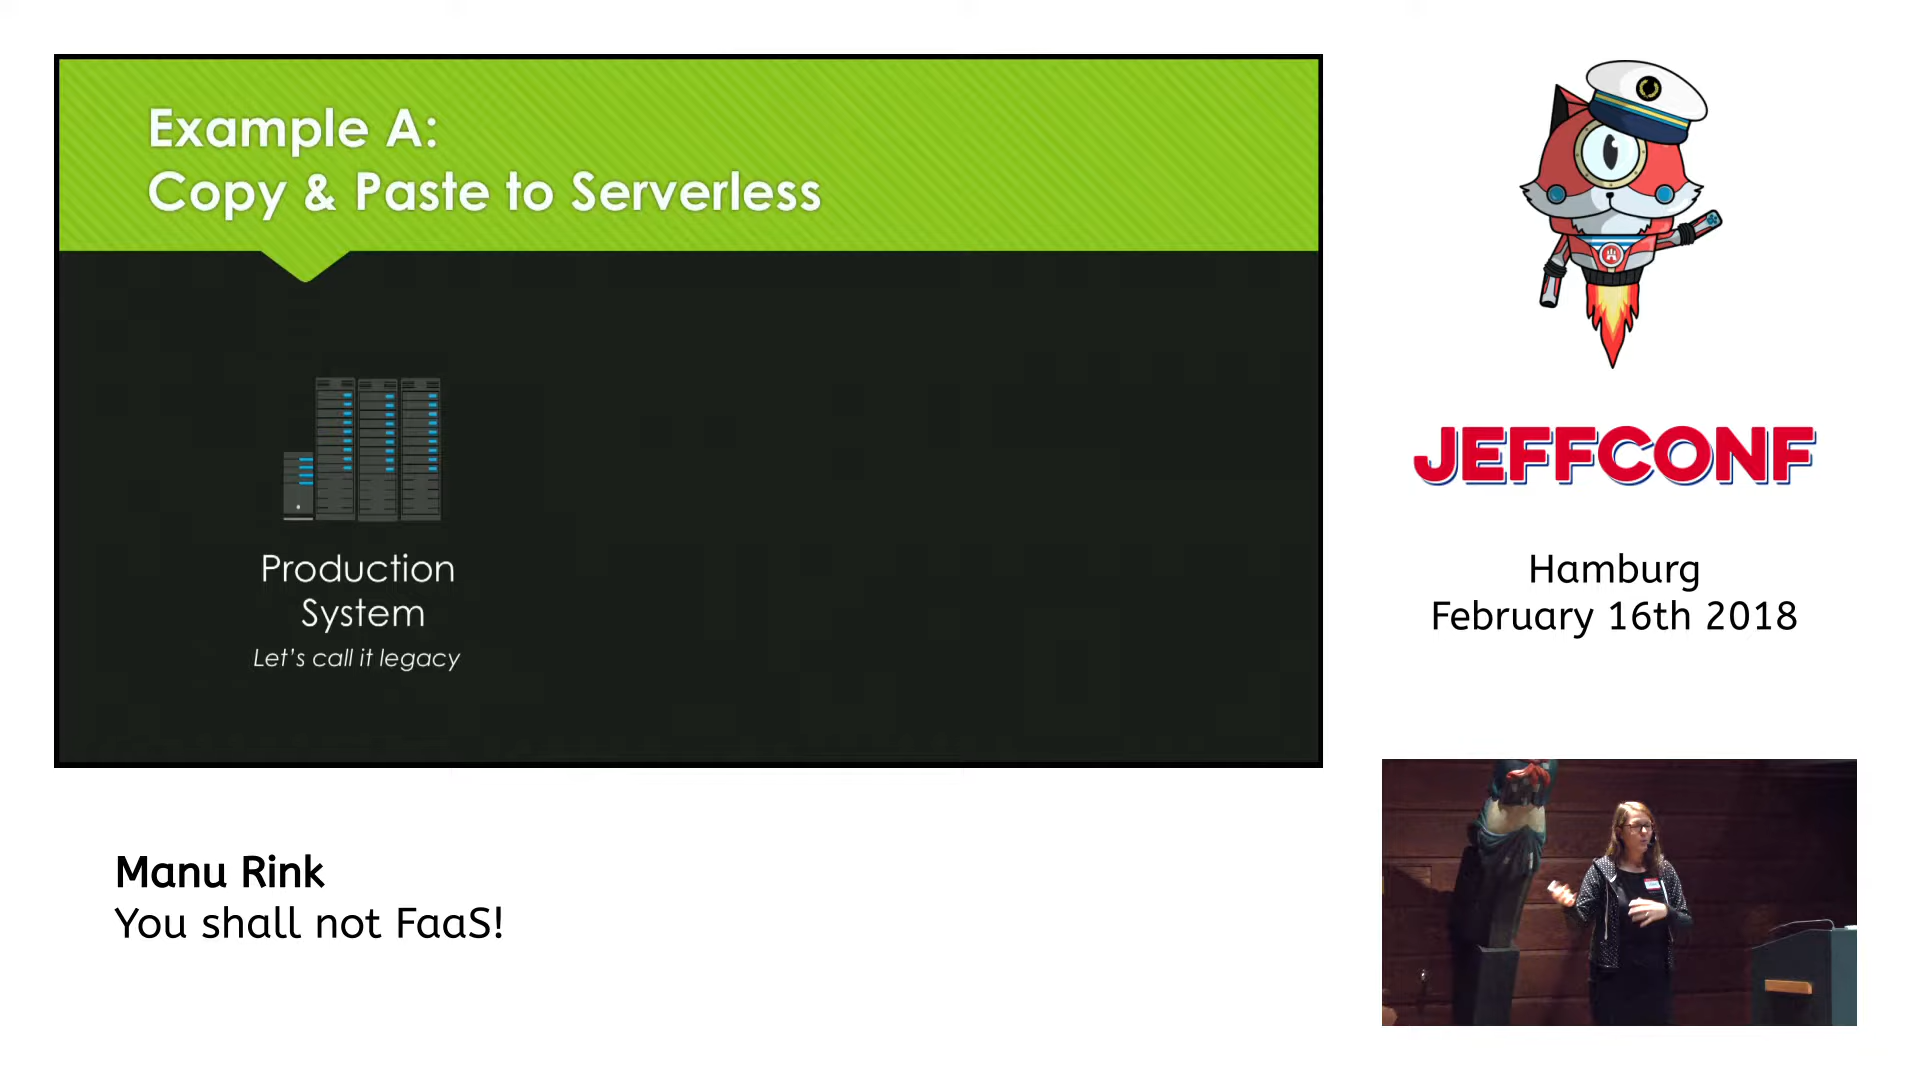 Example A:
Copy & Paste to Serverless
Production
System
Let's call it legacy
JEFFCONF
Hamburg
February 16th 2018
Manu Rink
You shall not FaaS!